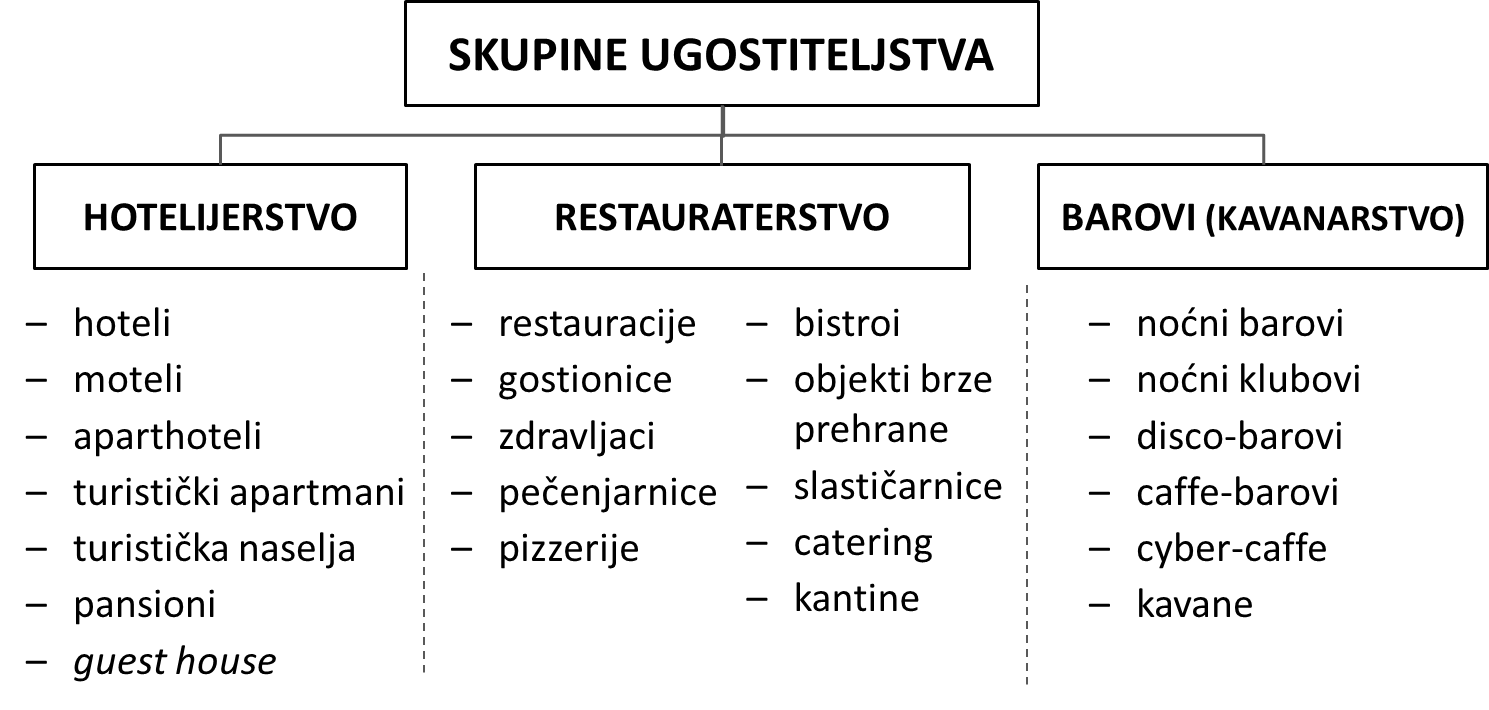 SKUPINE UGOSTITELJSTVA
HOTELIJERSTVO
– hoteli
– moteli
– aparthoteli
– turistički apartmani
– turistička naselja
– pansioni
– guest house
RESTAURATERSTVO
– restauracije
– gostionice
– zdravljaci
– pečenjarnice
– pizzerije
– bistroi
– objekti brze
prehrane
– slastičarnice
– catering
– kantine
BAROVI (KAVANARSTVO)
– noćni barovi
– noćni klubovi
– disco-barovi
– caffe-barovi
– cyber-caffe
– kavane